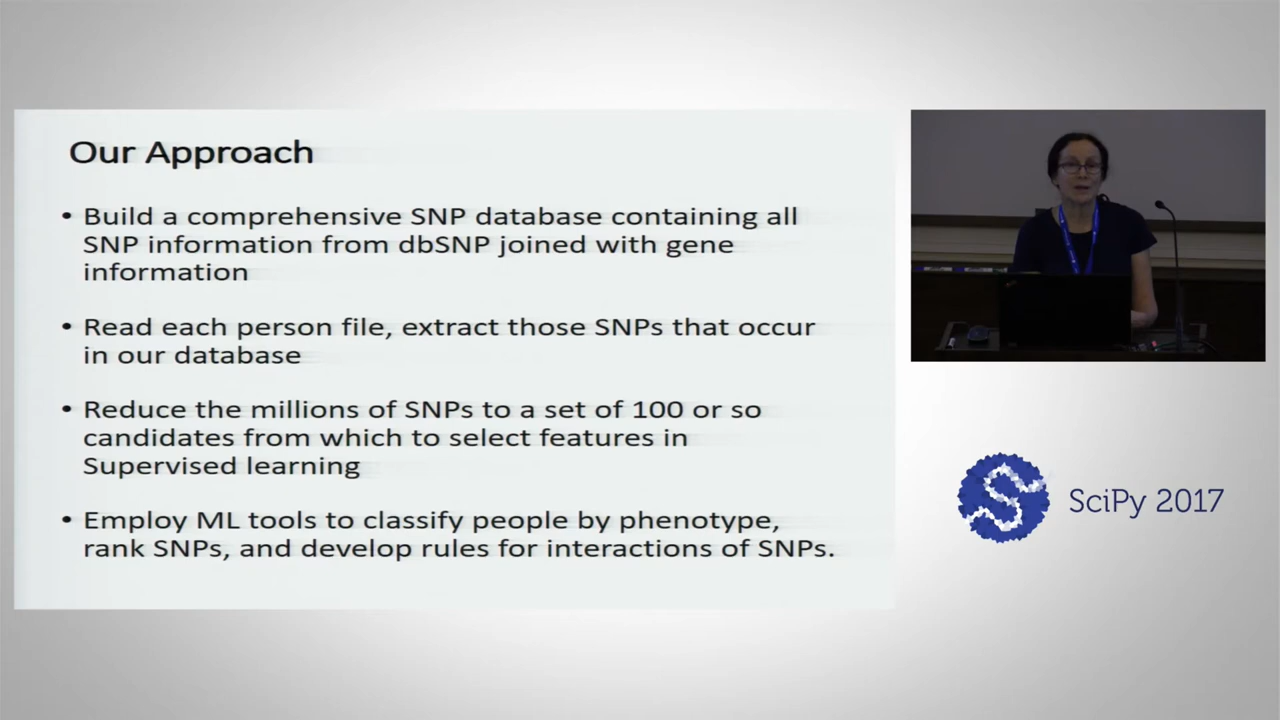 Our Approach
• Build a comprehensive SNP database containing all
SNP information from dbSNP joined with gene
information
• Read each person file, extract those SNPs that occur
in our database
• Reduce the millions of SNPs to a set of 100 or so
candidates from which to select features in
Supervised learning
• Employ ML tools to classify people by phenotype,
rank SNPs, and develop rules for interactions of SNPs.
SciPy 2017